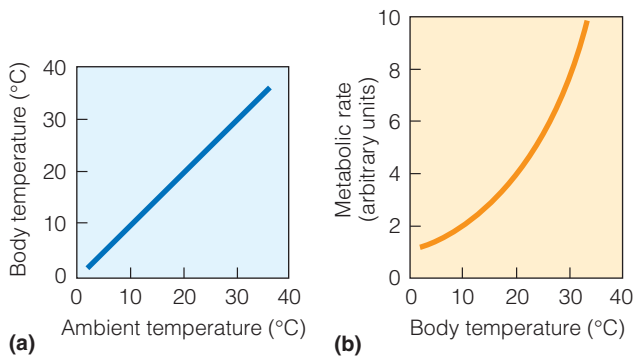 40
30
20
10
0
0 10 20 30 40
Body temperature (°C)
Ambient temperature (°C)
(a)
10
8
6
4
2
0
0 10 20 30 40
Metabolic rate
(arbitrary units)
Body temperature (°C)
(b)